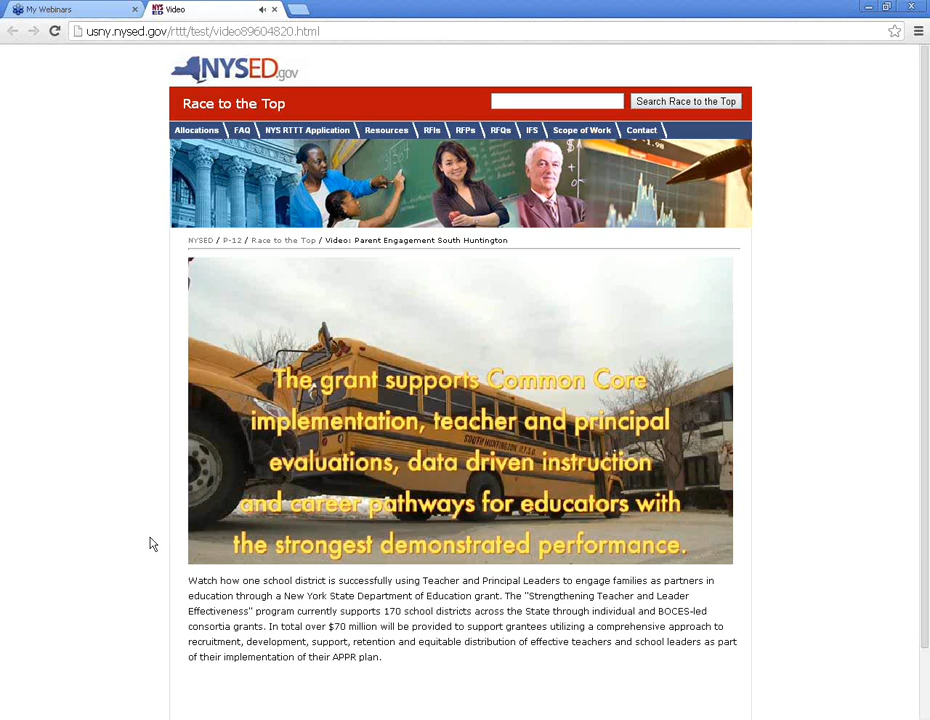 My Webinars
Video
usny.nysed.gov/rttt/test/video89604820.html
NYSED.gov
Race to the Top
Search Race to the Top
Allocations FAQ NYS RTTT Application Resources RFIs RFPs RFQs IFS Scope of Work Contact
NYSED / P-12 / Race to the Top / Video: Parent Engagement South Huntington
The grant supports Common Core
implementation, teacher and principal
evaluations, data driven instruction
and career pathways for educators with
the strongest demonstrated performance.
Watch how one school district is successfully using Teacher and Principal Leaders to engage families as partners in
education through a New York State Department of Education grant. The "Strengthening Teacher and Leader
Effectiveness" program currently supports 170 school districts across the State through individual and BOCES-led
consortia grants. In total over $70 million will be provided to support grantees utilizing a comprehensive approach to
recruitment, development, support, retention and equitable distribution of effective teachers and school leaders as part
of their implementation of their APPR plan.